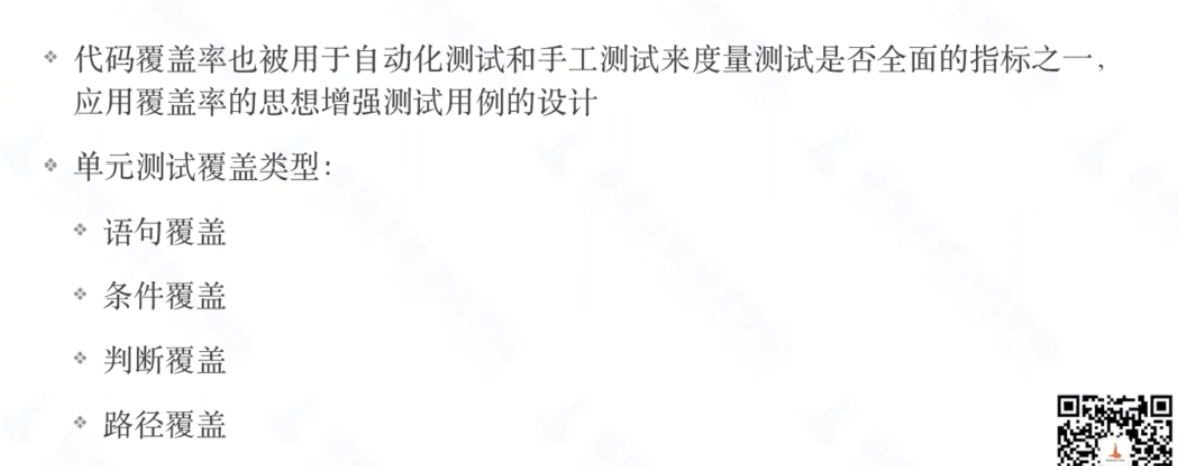 ❖ 代码覆盖率也被用于自动化测试和手工测试来度量测试是否全面的指标之一，
应用覆盖率的思想增强测试用例的设计
❖ 单元测试覆盖类型：
❖ 语句覆盖
❖ 条件覆盖
❖ 判断覆盖
❖ 路径覆盖